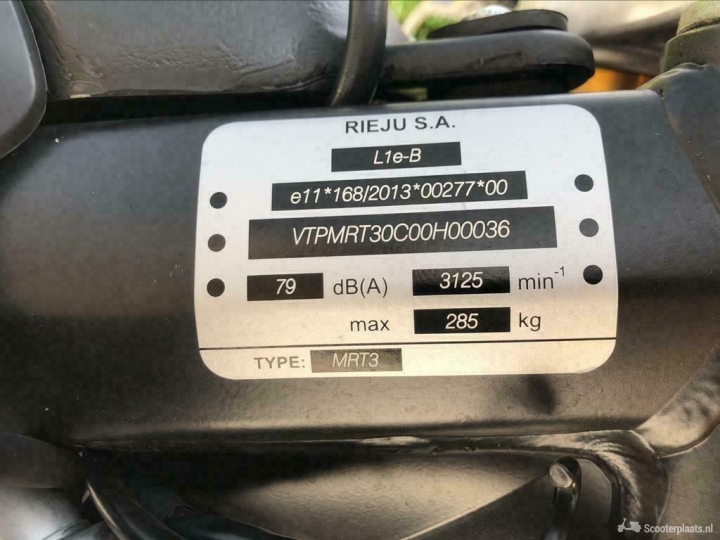 RIEJU S.A.
L1e-B
e11*168/2013*00277*00
VTPMRT30C00H00036
79 dB(A) 3125 min-1
max 285 kg
TYPE: MRT3
Scooterplaats.nl